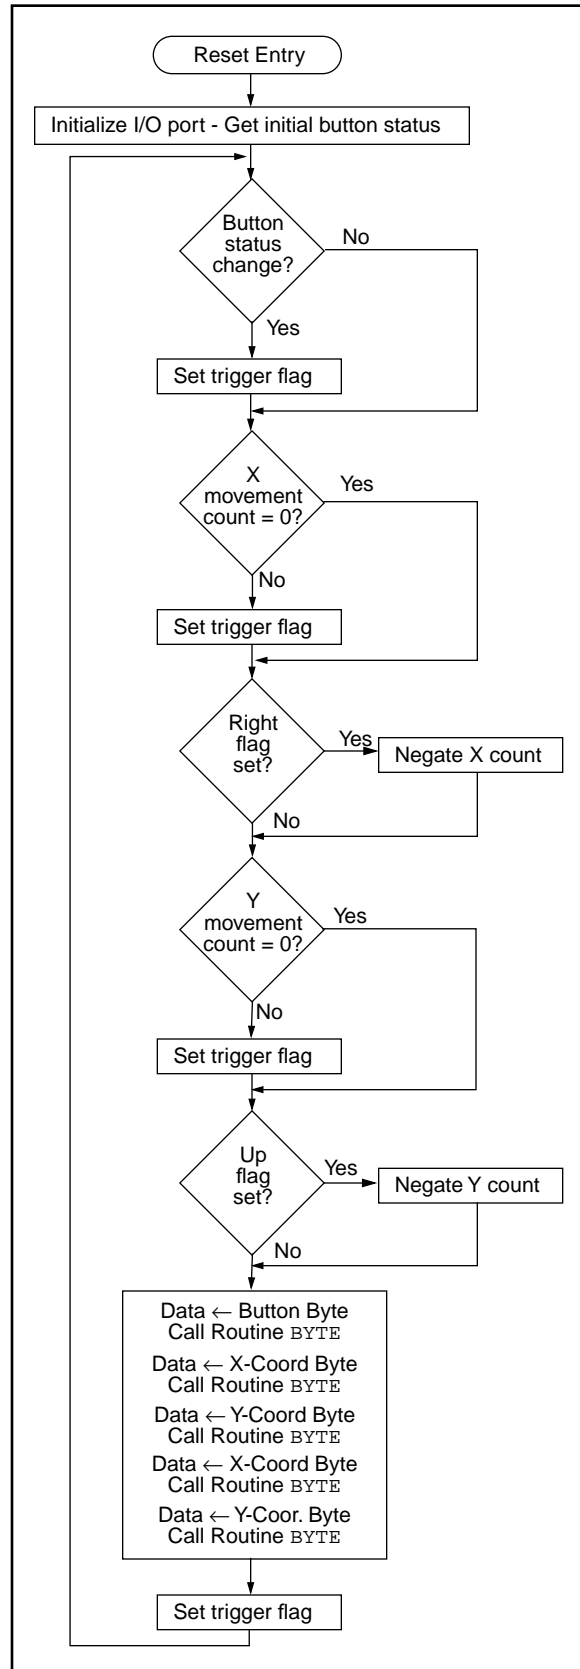 Reset Entry
Initialize I/O port - Get initial button status
Button
status
change?
No
Yes
Set trigger flag
X
movement
count = 0?
Yes
No
Set trigger flag
Right
flag
set?
Yes
Negate X count
No
Y
movement
count = 0?
Yes
No
Set trigger flag
Up
flag
set?
Yes
Negate Y count
No
Data ← Button Byte
Call Routine BYTE
Data ← X-Coord Byte
Call Routine BYTE
Data ← Y-Coord Byte
Call Routine BYTE
Data ← X-Coord Byte
Call Routine BYTE
Data ← Y-Coor. Byte
Call Routine BYTE
Set trigger flag